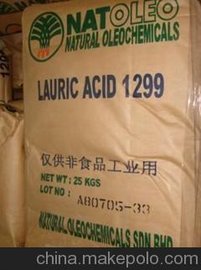 NATOLEO
NATURAL OLEOCHEMICALS
LAURIC ACID 1299
仅供非食品工业用
NET WT : 25 KGS
LOT NO : A80705-33
NATURAL OLEOCHEMICALS SDN BHD
china.makepolo.com